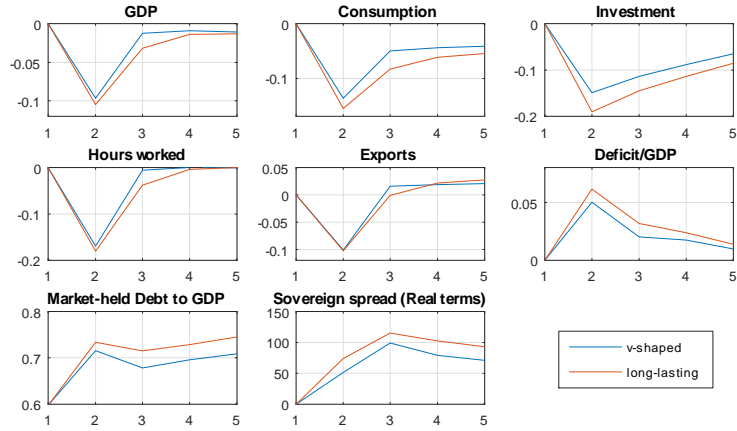 GDP
0
-0.05
-0.1
1 2 3 4 5
Consumption
0
-0.1
1 2 3 4 5
Investment
0
-0.1
-0.2
1 2 3 4 5
Hours worked
0
-0.1
-0.2
1 2 3 4 5
Exports
0.05
0
-0.05
-0.1
1 2 3 4 5
Deficit/GDP
0.05
0
1 2 3 4 5
Market-held Debt to GDP
0.8
0.7
0.6
1 2 3 4 5
Sovereign spread (Real terms)
150
100
50
0
1 2 3 4 5
v-shaped
long-lasting